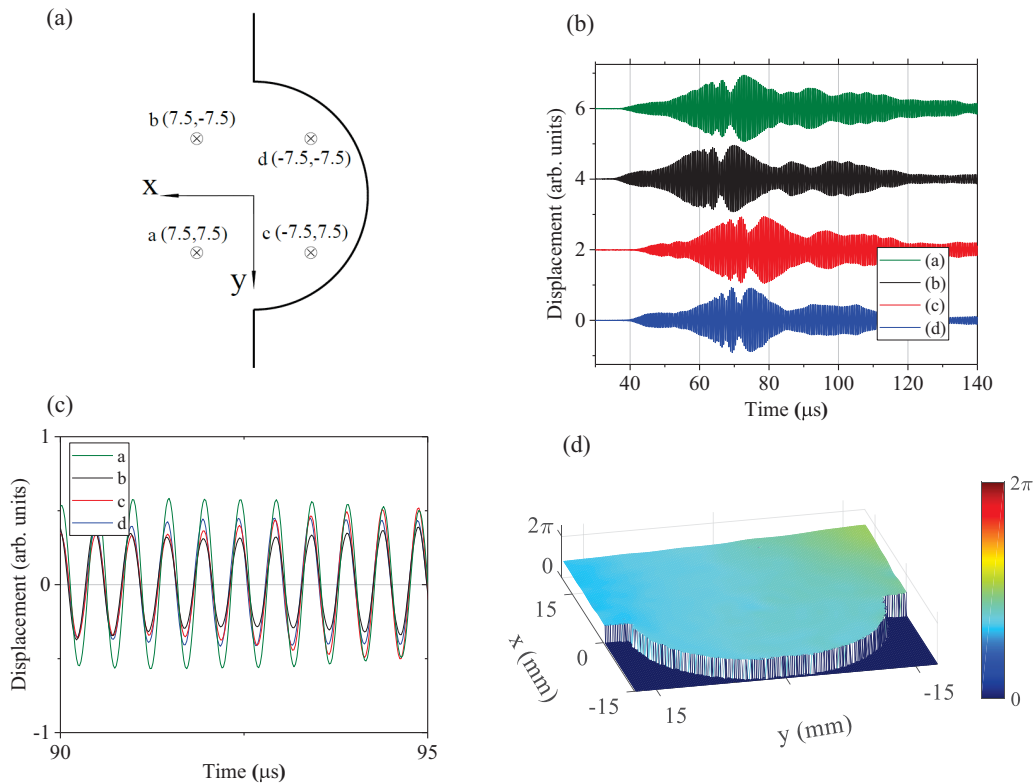 (a)
b (7.5,-7.5)
d (-7.5,-7.5)
x
a (7.5,7.5)
c (-7.5,7.5)
y
(b)
Displacement (arb. units)
6
4
2
0
(a)
(b)
(c)
(d)
40 60 80 100 120 140
Time (μs)
(c)
Displacement (arb. units)
1
0
-1
a
b
c
d
90 95
Time (μs)
(d)
2π
0
15
0
-15
x (mm)
15
-15
y (mm)
2π
0